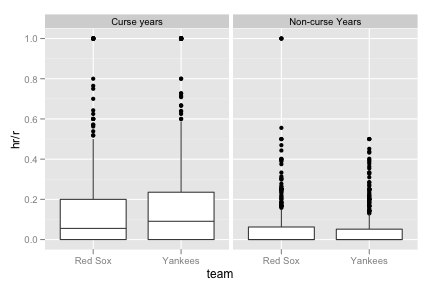 Curse years
Non-curse Years
1.0
0.8
0.6
0.4
0.2
0.0
hr/r
Red Sox
Yankees
Red Sox
Yankees
team